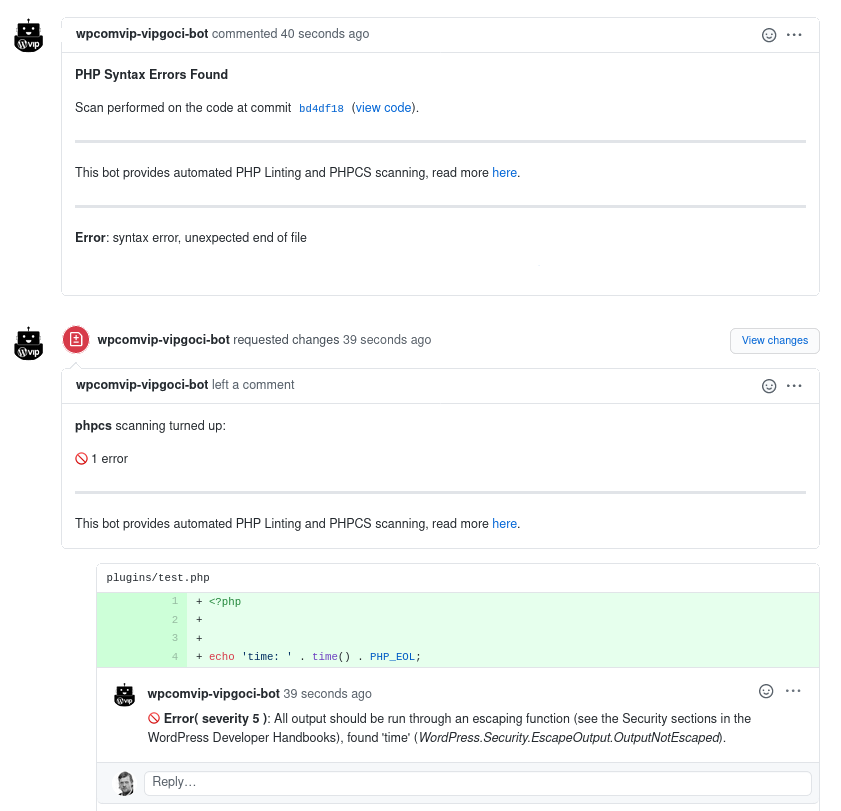 wpcomvip-vipgoci-bot commented 40 seconds ago
PHP Syntax Errors Found
Scan performed on the code at commit bd4df18 (view code).
This bot provides automated PHP Linting and PHPCS scanning, read more here.
Error: syntax error, unexpected end of file
vip
wpcomvip-vipgoci-bot requested changes 39 seconds ago
View changes
vip
wpcomvip-vipgoci-bot left a comment
phpcs scanning turned up:
1 error
This bot provides automated PHP Linting and PHPCS scanning, read more here.
plugins/test.php
1 + <?php
2 +
3 +
4 + echo 'time: ' . time() . PHP_EOL;
vip
wpcomvip-vipgoci-bot 39 seconds ago
Error( severity 5 ): All output should be run through an escaping function (see the Security sections in the
WordPress Developer Handbooks), found 'time' (WordPress.Security.EscapeOutput.OutputNotEscaped).
Reply…